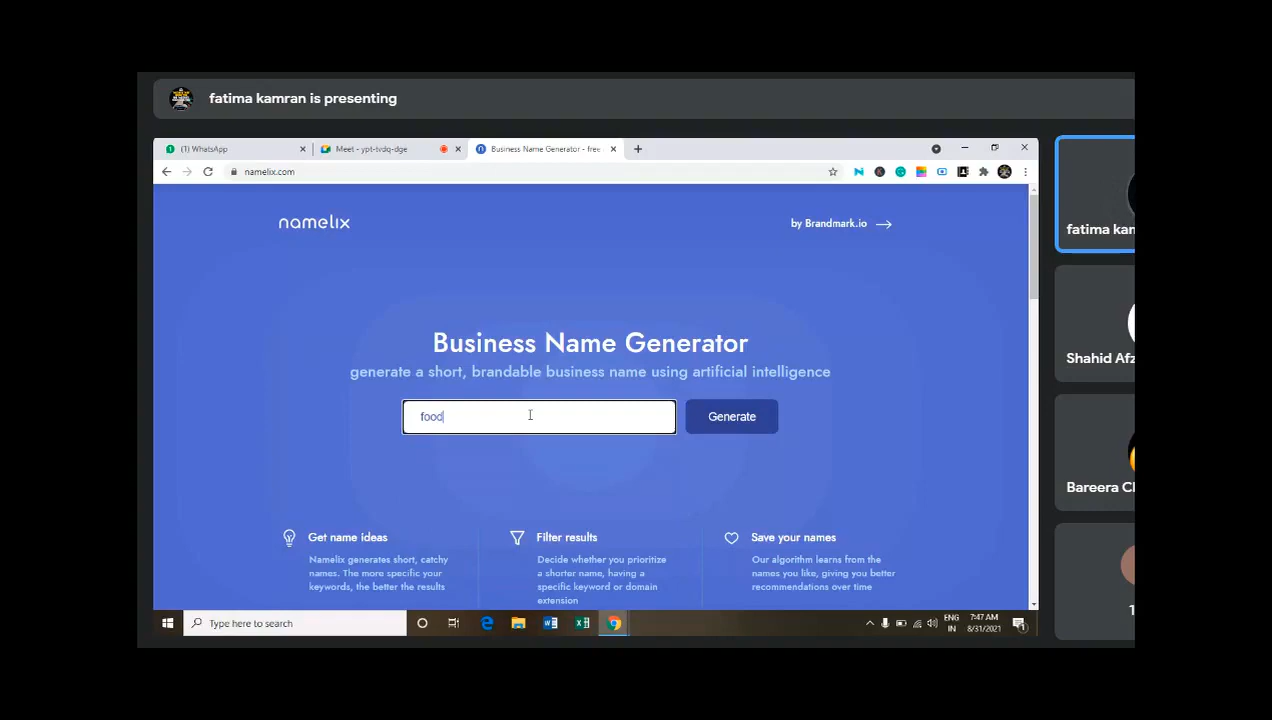 fatima kamran is presenting
(1) WhatsApp
Meet - ypt-tvdq-dge
Business Name Generator - free
namelix.com
namelix
by Brandmark.io
Business Name Generator
generate a short, brandable business name using artificial intelligence
food
Generate
Get name ideas
Namelix generates short, catchy
names. The more specific your
keywords, the better the results
Filter results
Decide whether you prioritize
a shorter name, having a
specific keyword or domain
extension
Save your names
Our algorithm learns from the
names you like, giving you better
recommendations over time
Type here to search
ENG
IN
7:47 AM
8/31/2021
fatima kam
Shahid Afz
Bareera Ch
1